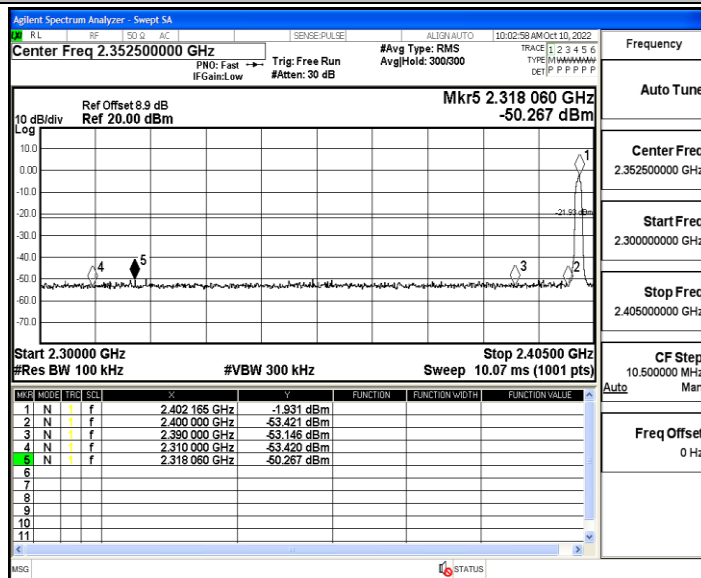 Agilent Spectrum Analyzer - Swept SA
RL RF 50 Ω AC SENSE:PULSE ALIGN AUTO 10:02:58 AM Oct 10, 2022
Center Freq 2.352500000 GHz
PNO: Fast
IFGain:Low
Trig: Free Run
#Atten: 30 dB
#Avg Type: RMS
Avg|Hold: 300/300
TRACE 1 2 3 4 5 6
TYPE MWWWWW
DET P P P P P P
Ref Offset 8.9 dB
Ref 20.00 dBm
10 dB/div
Log
Mkr5 2.318 060 GHz
-50.267 dBm
10.0
0.00
-10.0
-20.0
-30.0
-40.0
-50.0
-60.0
-70.0
1
-21.93 dBm
4
5
3
2
Start 2.30000 GHz Stop 2.40500 GHz
#Res BW 100 kHz #VBW 300 kHz Sweep 10.07 ms (1001 pts)
MKR MODE TRC SCL X Y FUNCTION FUNCTION WIDTH FUNCTION VALUE
1 N 1 f 2.402 165 GHz -1.931 dBm
2 N 1 f 2.400 000 GHz -53.421 dBm
3 N 1 f 2.390 000 GHz -53.146 dBm
4 N 1 f 2.310 000 GHz -53.420 dBm
5 N 1 f 2.318 060 GHz -50.267 dBm
6
7
8
9
10
11
MSG STATUS
Frequency
Auto Tune
Center Freq
2.352500000 GHz
Start Freq
2.300000000 GHz
Stop Freq
2.405000000 GHz
CF Step
10.500000 MHz
Auto Man
Freq Offset
0 Hz